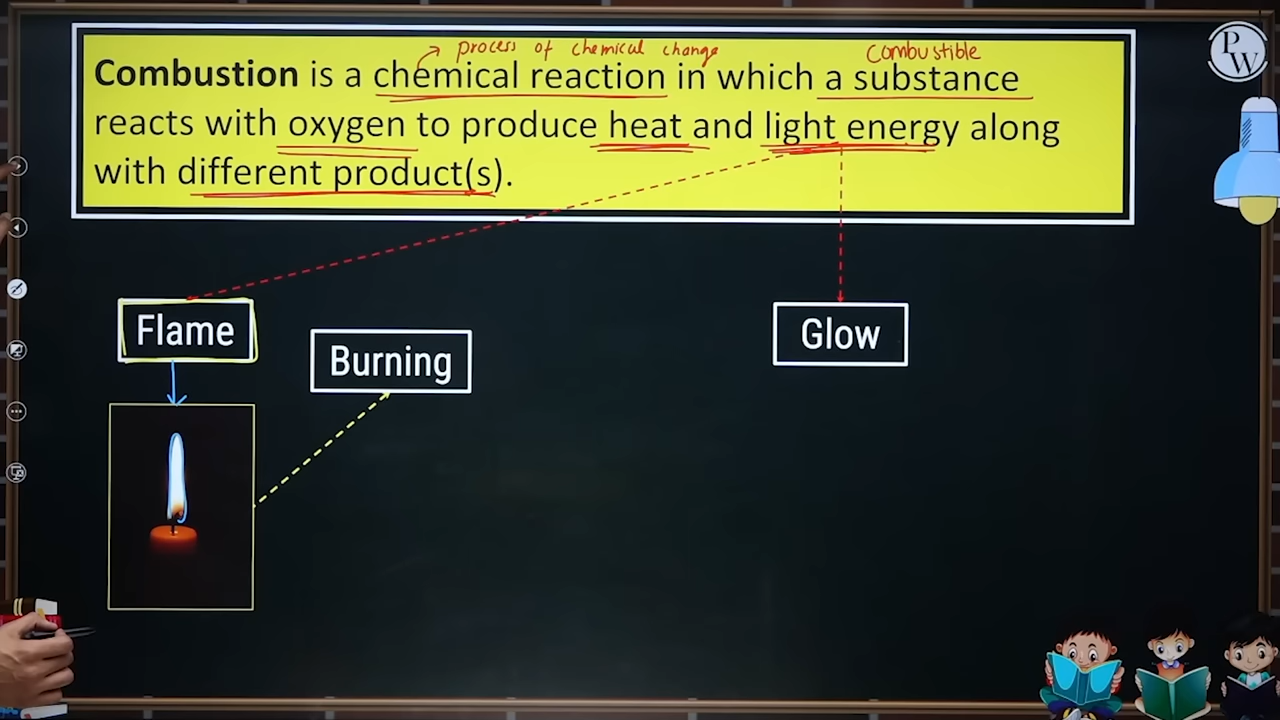 process of chemical change
Combustible
Combustion is a chemical reaction in which a substance
reacts with oxygen to produce heat and light energy along
with different product(s).
PW
Flame
Burning
Glow